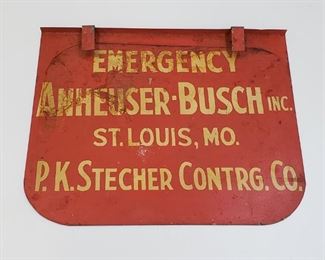 EMERGENCY
ANHEUSER-BUSCH INC.
ST. LOUIS, MO.
P. K. STECHER CONTRG. CO.